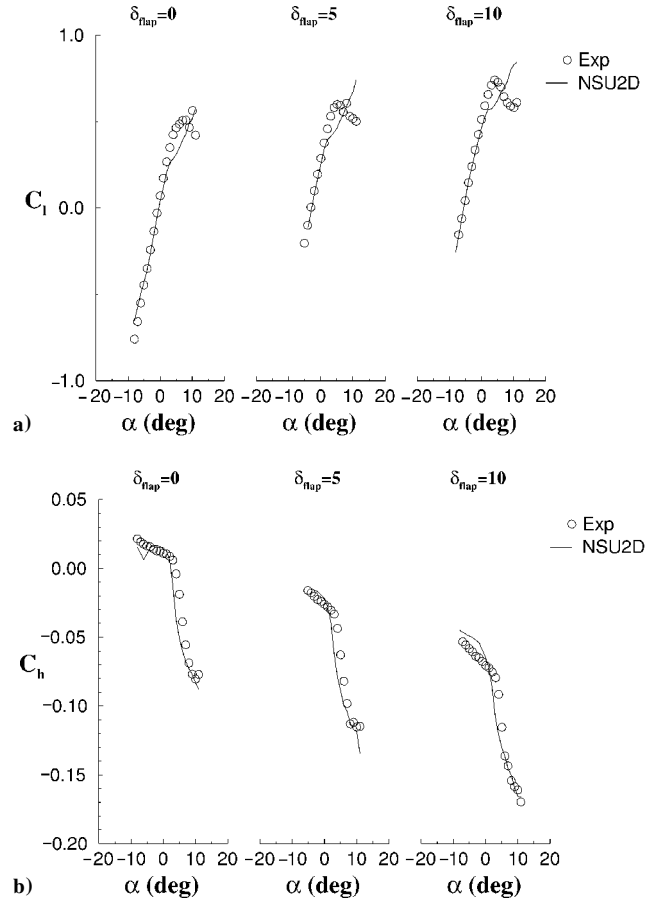 δflap=0 δflap=5 δflap=10
1.0
○ Exp
— NSU2D
Cl
0.0
-1.0
-20 -10 0 10 20 -20 -10 0 10 20 -20 -10 0 10 20
a) α (deg) α (deg) α (deg)
δflap=0 δflap=5 δflap=10
0.05
○ Exp
— NSU2D
0.00
-0.05
Ch
-0.10
-0.15
-0.20
-20 -10 0 10 20 -20 -10 0 10 20 -20 -10 0 10 20
b) α (deg) α (deg) α (deg)